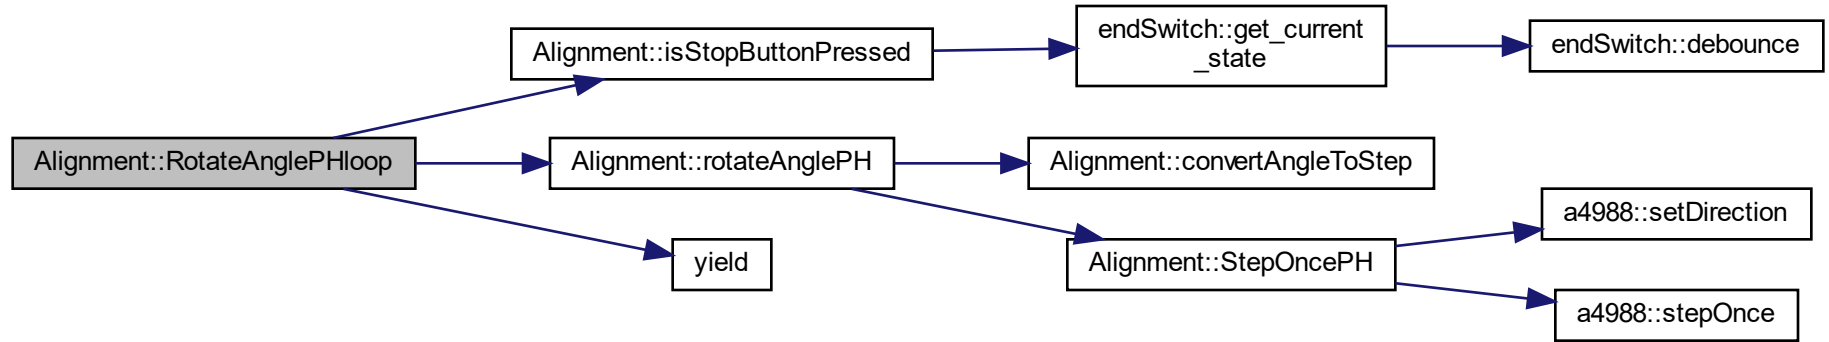 Alignment::RotateAnglePHloop
Alignment::isStopButtonPressed
endSwitch::get_current
_state
endSwitch::debounce
Alignment::rotateAnglePH
Alignment::convertAngleToStep
Alignment::StepOncePH
a4988::setDirection
a4988::stepOnce
yield